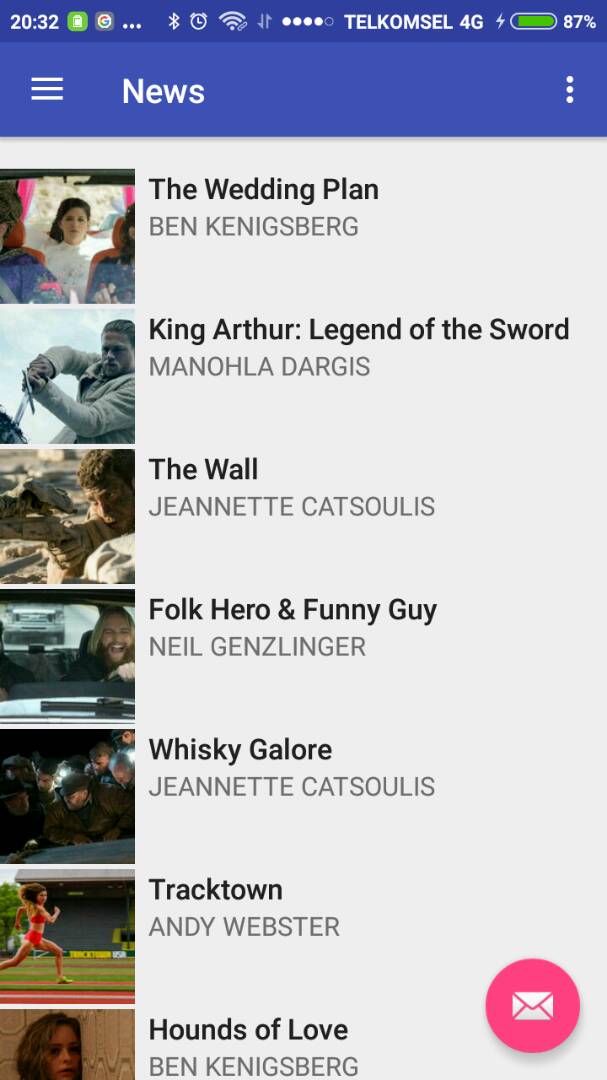 20:32 ... TELKOMSEL 4G 87%
News
The Wedding Plan
BEN KENIGSBERG
King Arthur: Legend of the Sword
MANOHLA DARGIS
The Wall
JEANNETTE CATSOULIS
Folk Hero & Funny Guy
NEIL GENZLINGER
Whisky Galore
JEANNETTE CATSOULIS
Tracktown
ANDY WEBSTER
Hounds of Love
BEN KENIGSBERG